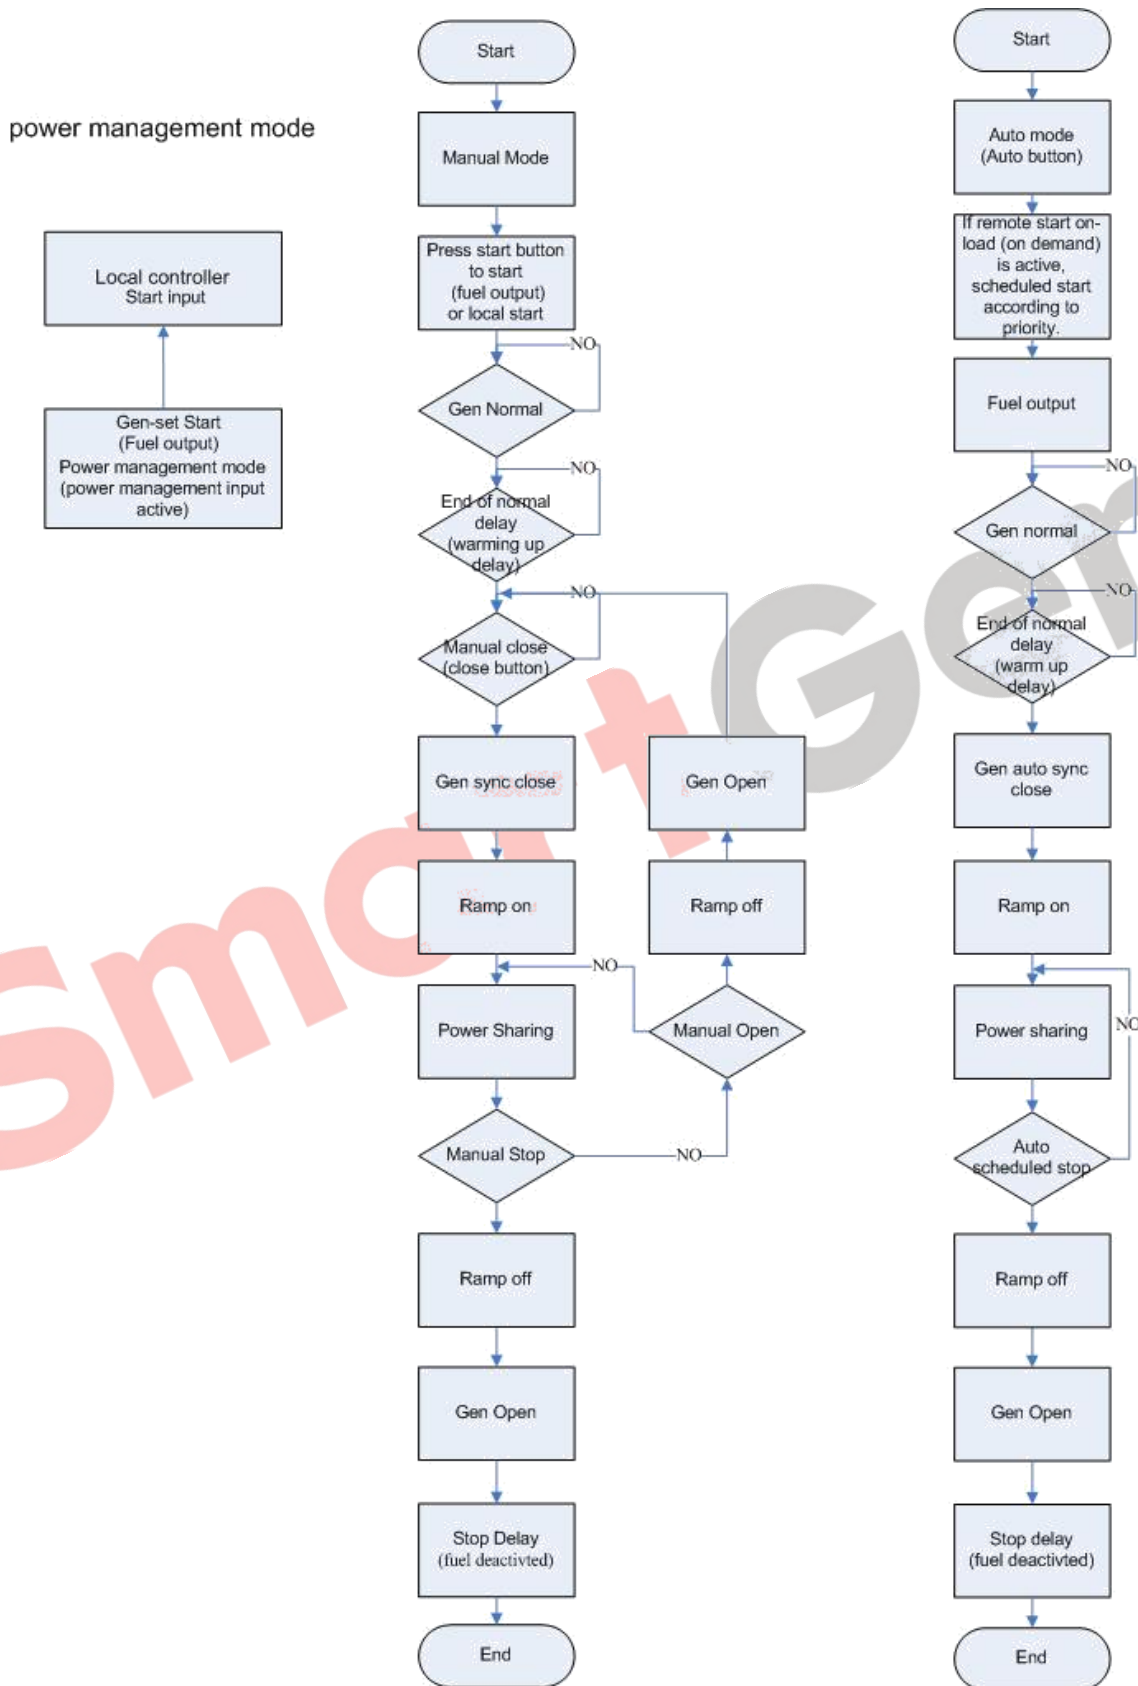 power management mode
Local controller
Start input
Gen-set Start
(Fuel output)
Power management mode
(power management input
active)
Start
Manual Mode
Press start button
to start
(fuel output)
or local start
NO
Gen Normal
NO
End of normal
delay
(warming up
delay)
NO
Manual close
(close button)
Gen sync close
Gen Open
Ramp on
Ramp off
NO
Power Sharing
Manual Open
Manual Stop
NO
Ramp off
Gen Open
Stop Delay
(fuel deactivted)
End
Start
Auto mode
(Auto button)
If remote start on-
load (on demand)
is active,
scheduled start
according to
priority.
Fuel output
NO
Gen normal
NO
End of normal
delay
(warm up
delay)
Gen auto sync
close
Ramp on
Power sharing
NO
Auto
scheduled stop
Ramp off
Gen Open
Stop delay
(fuel deactivted)
End
SmartGen